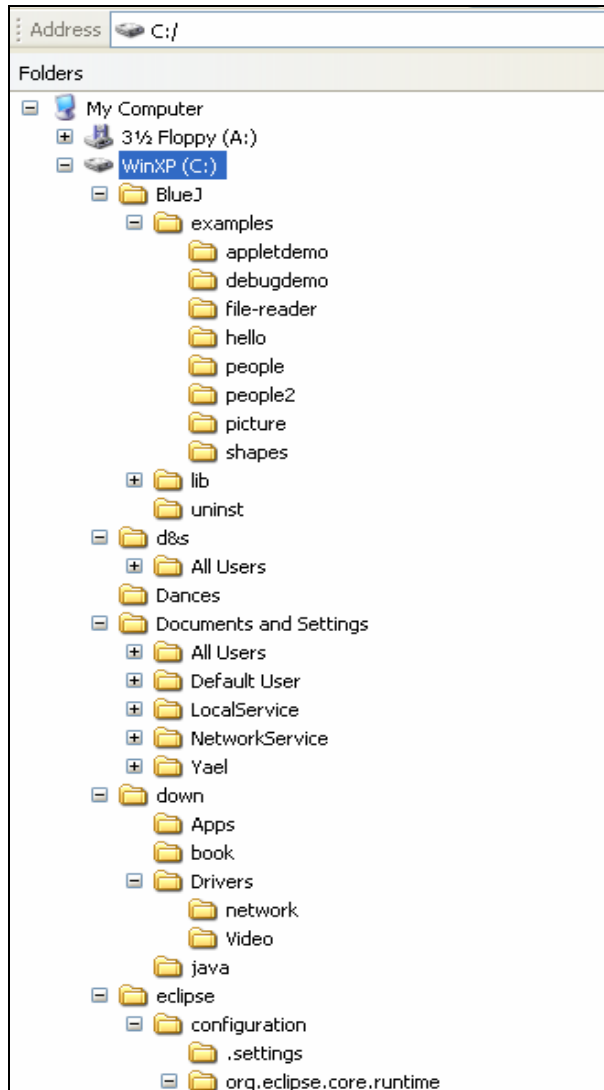 Address C:/
Folders
My Computer
3½ Floppy (A:)
WinXP (C:)
BlueJ
examples
appletdemo
debugdemo
file-reader
hello
people
people2
picture
shapes
lib
uninst
d&s
All Users
Dances
Documents and Settings
All Users
Default User
LocalService
NetworkService
Yael
down
Apps
book
Drivers
network
Video
java
eclipse
configuration
.settings
org.eclipse.core.runtime